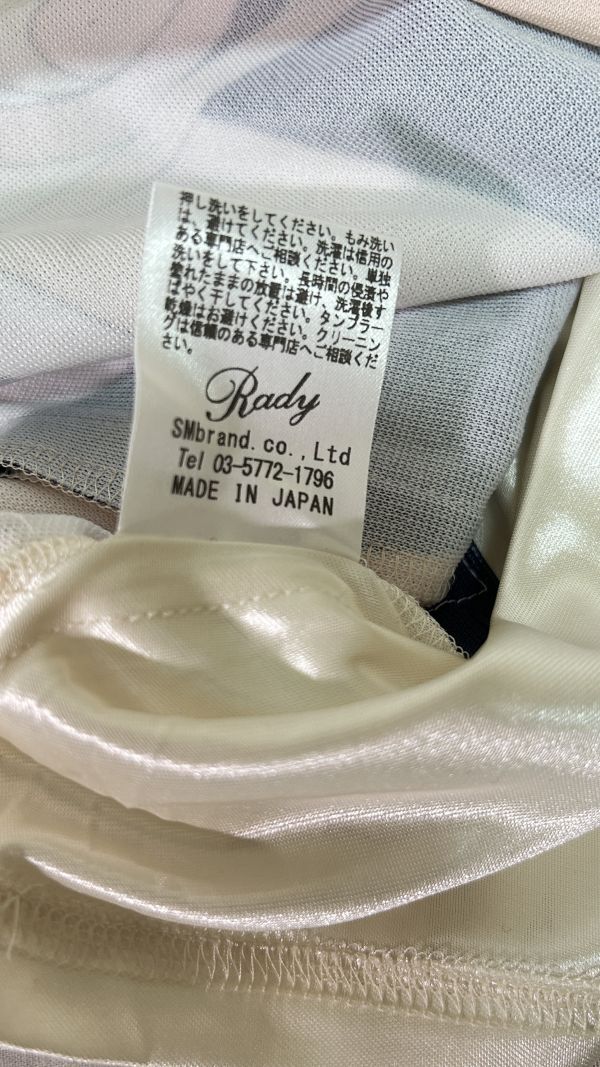 押し洗いをしてください。もみ洗い
は、避けてください。洗濯は信用の
ある専門店へご相談ください。単独
洗いをして下さい。長時間の浸漬や
濡れたままの放置は避け、洗濯後す
ばやく干してください。タンブラー
乾燥はお避けください。クリーニン
グは信頼のある専門店へご相談くだ
さい。
Rady
SMbrand.co.,Ltd
Tel 03-5772-1796
MADE IN JAPAN